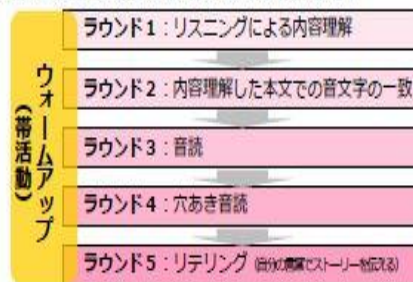 ウォームアップ
(帯活動)
ラウンド1：リスニングによる内容理解
ラウンド2：内容理解した本文での音文字の一致
ラウンド3：音読
ラウンド4：穴あき音読
ラウンド5：リテリング (自分の言葉でストーリーを伝える)